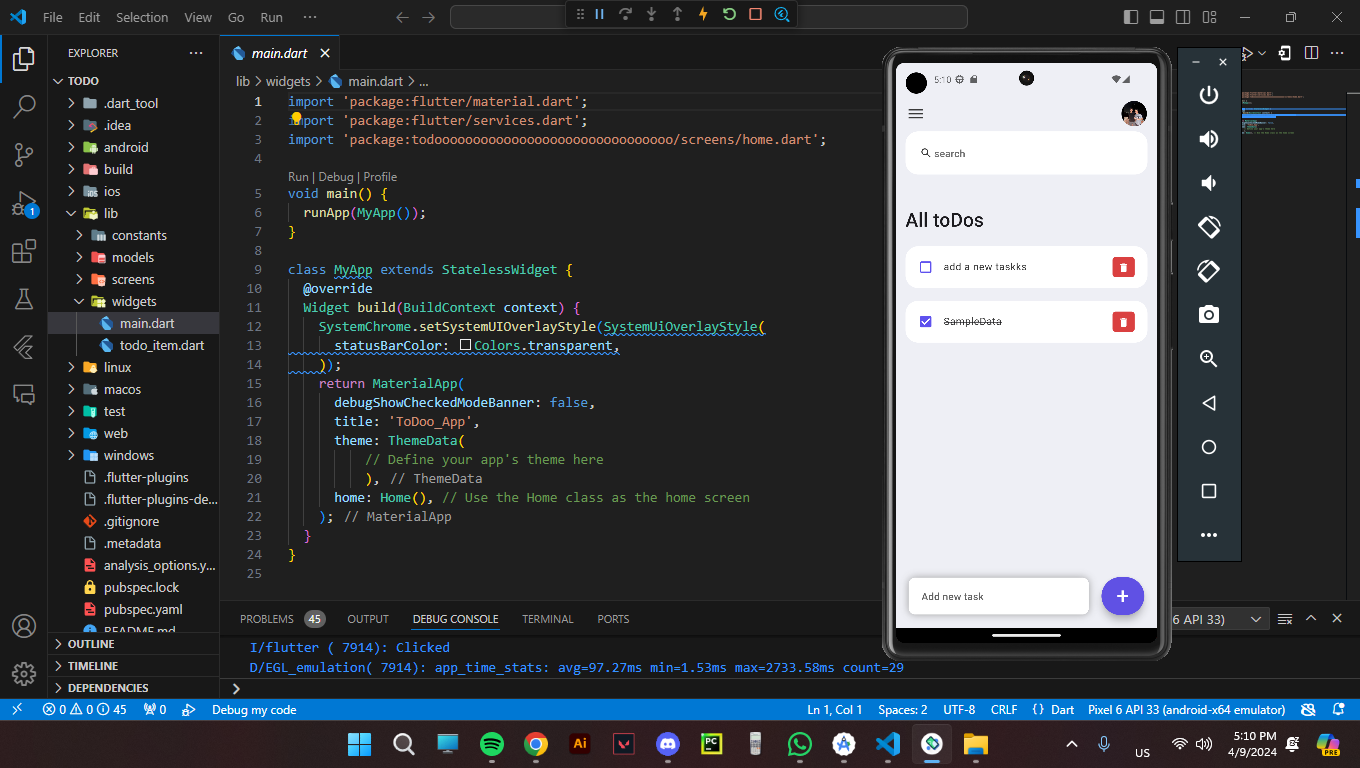 File Edit Selection View Go Run ···
EXPLORER
TODO
.dart_tool
.idea
android
build
ios
lib
constants
models
screens
widgets
main.dart
todo_item.dart
linux
macos
test
web
windows
.flutter-plugins
.flutter-plugins-de...
.gitignore
.metadata
analysis_options.y...
pubspec.lock
pubspec.yaml
README.md
OUTLINE
TIMELINE
DEPENDENCIES
1
main.dart
lib > widgets > main.dart > ...
1 import 'package:flutter/material.dart';
2 import 'package:flutter/services.dart';
3 import 'package:todooooooooooooooooooooooooooooooo/screens/home.dart';
4
Run | Debug | Profile
5 void main() {
6 runApp(MyApp());
7 }
8
9 class MyApp extends StatelessWidget {
10 @override
11 Widget build(BuildContext context) {
12 SystemChrome.setSystemUIOverlayStyle(SystemUiOverlayStyle(
13 statusBarColor: Colors.transparent,
14 ));
15 return MaterialApp(
16 debugShowCheckedModeBanner: false,
17 title: 'ToDoo_App',
18 theme: ThemeData(
19 // Define your app's theme here
20 ), // ThemeData
21 home: Home(), // Use the Home class as the home screen
22 ); // MaterialApp
23 }
24 }
25
5:10
search
All toDos
add a new taskks
SampleData
Add new task
+
PROBLEMS 45 OUTPUT DEBUG CONSOLE TERMINAL PORTS
6 API 33)
I/flutter ( 7914): Clicked
D/EGL_emulation( 7914): app_time_stats: avg=97.27ms min=1.53ms max=2733.58ms count=29
0 0 45 0 Debug my code Ln 1, Col 1 Spaces: 2 UTF-8 CRLF {} Dart Pixel 6 API 33 (android-x64 emulator)
Ai PC US 5:10 PM
4/9/2024 PRE